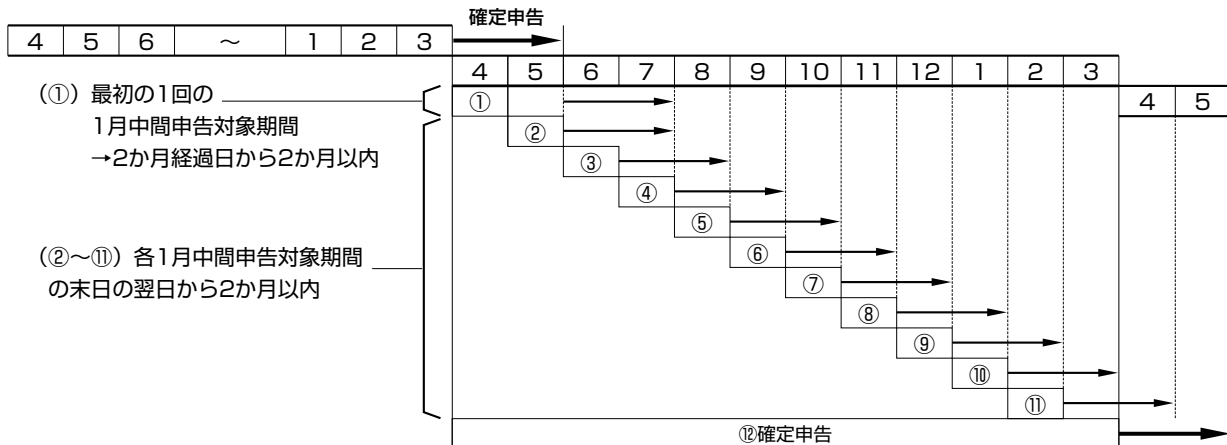 確定申告
4 5 6 ～ 1 2 3
4 5 6 7 8 9 10 11 12 1 2 3
4 5
(①) 最初の1回の
1月中間申告対象期間
→2か月経過日から2か月以内
(②～⑪) 各1月中間申告対象期間
の末日の翌日から2か月以内
①
②
③
④
⑤
⑥
⑦
⑧
⑨
⑩
⑪
⑫確定申告